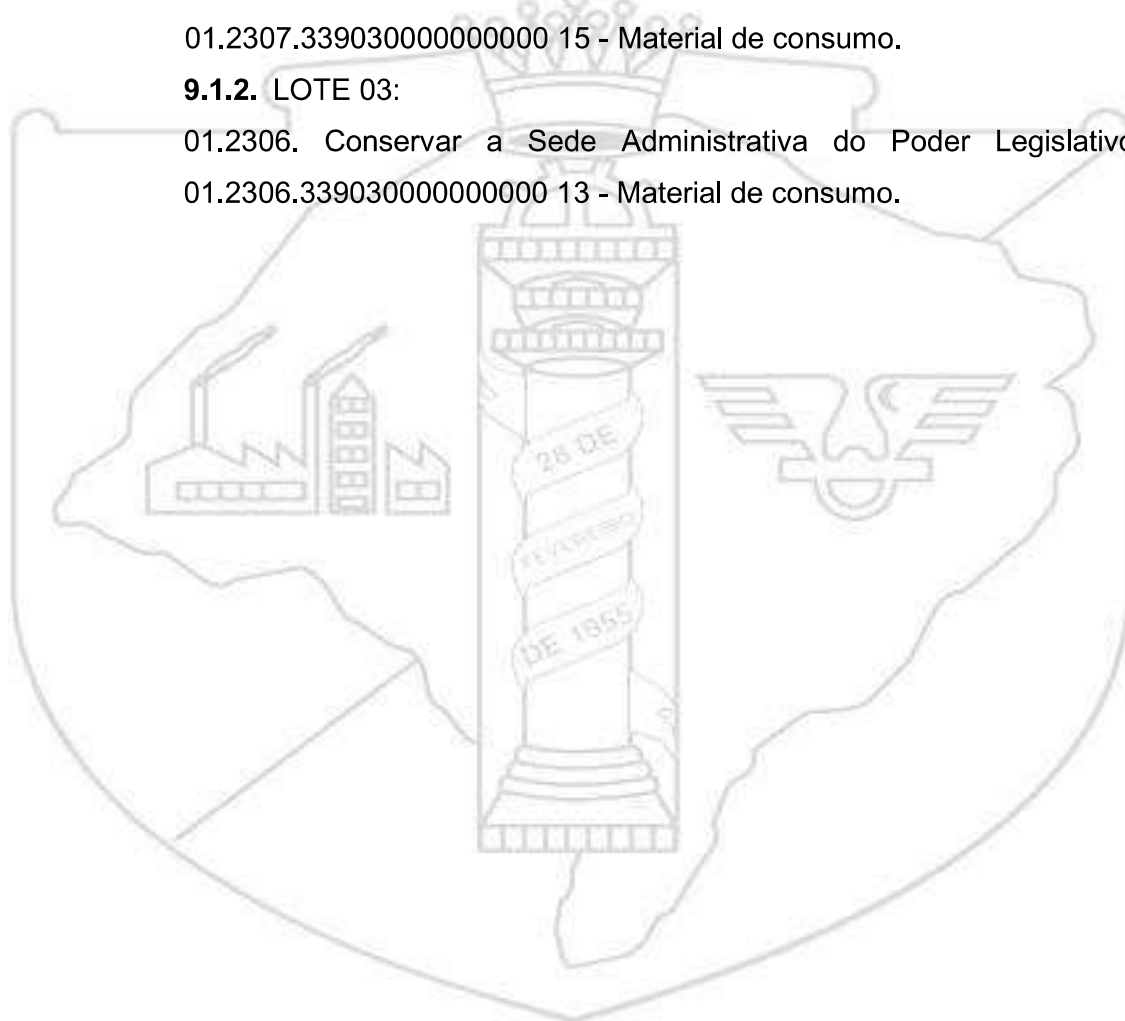 01.2307.339030000000000 15 - Material de consumo.
9.1.2. LOTE 03:
01.2306. Conservar a Sede Administrativa do Poder Legislativo
01.2306.339030000000000 13 - Material de consumo.
28 DE
FEVEREIRO
DE 1855